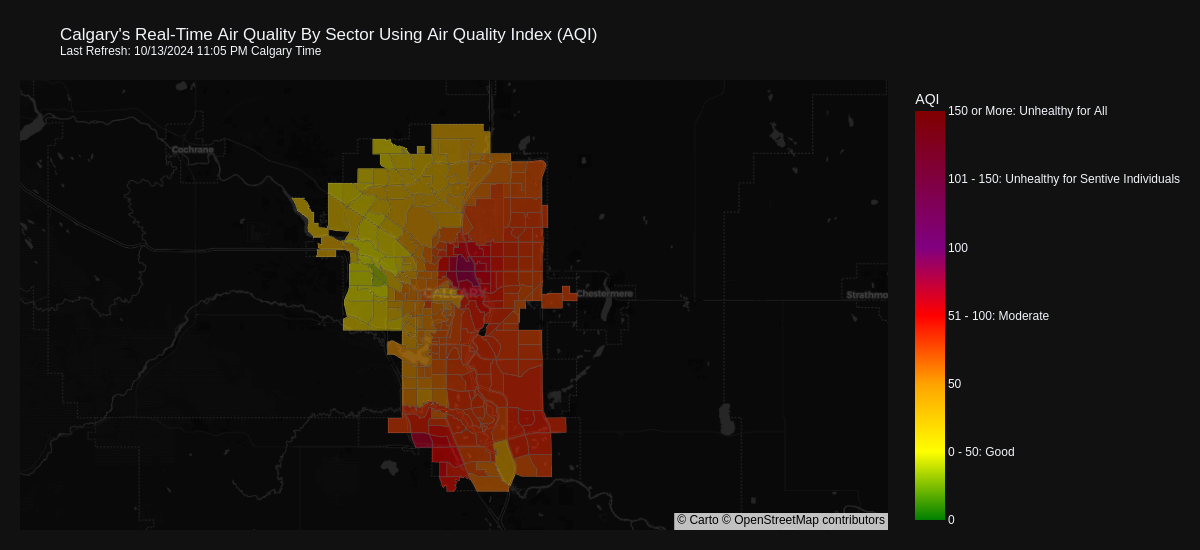 Calgary's Real-Time Air Quality By Sector Using Air Quality Index (AQI)
Last Refresh: 10/13/2024 11:05 PM Calgary Time
AQI
150 or More: Unhealthy for All
Cochrane
101 - 150: Unhealthy for Sentive Individuals
100
CALGARY
Chestermere
Strathmo
51 - 100: Moderate
50
0 - 50: Good
0
© Carto © OpenStreetMap contributors